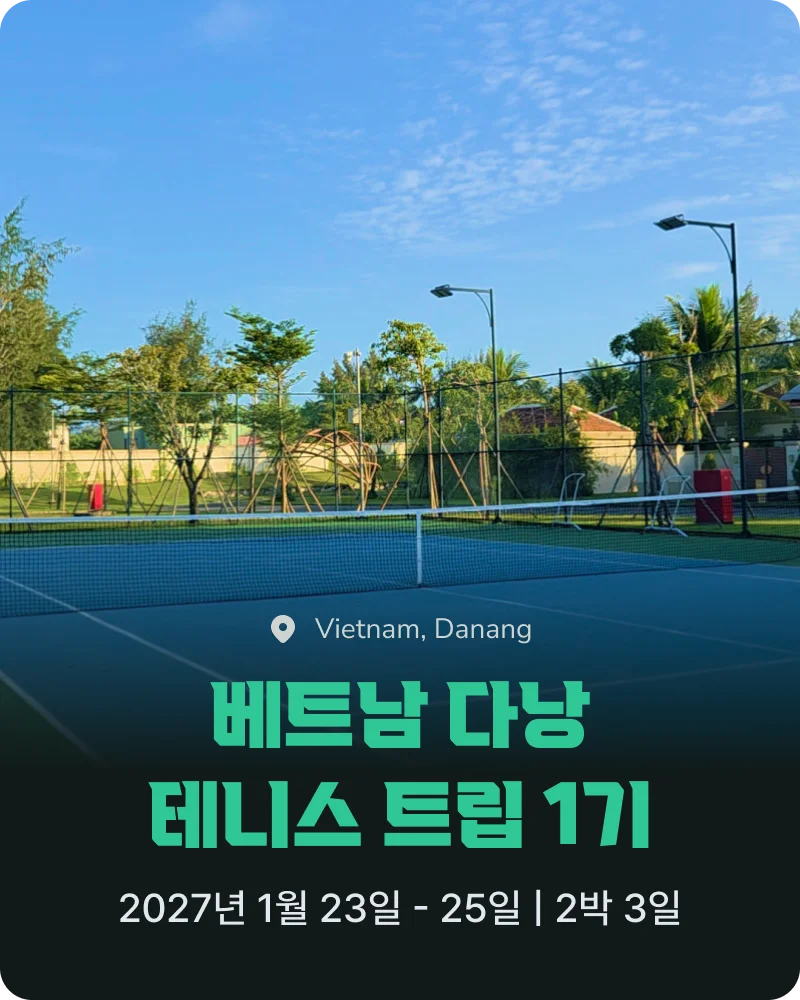 Vietnam, Danang
베트남 다낭
테니스 트립 1기
2027년 1월 23일 - 25일 | 2박 3일